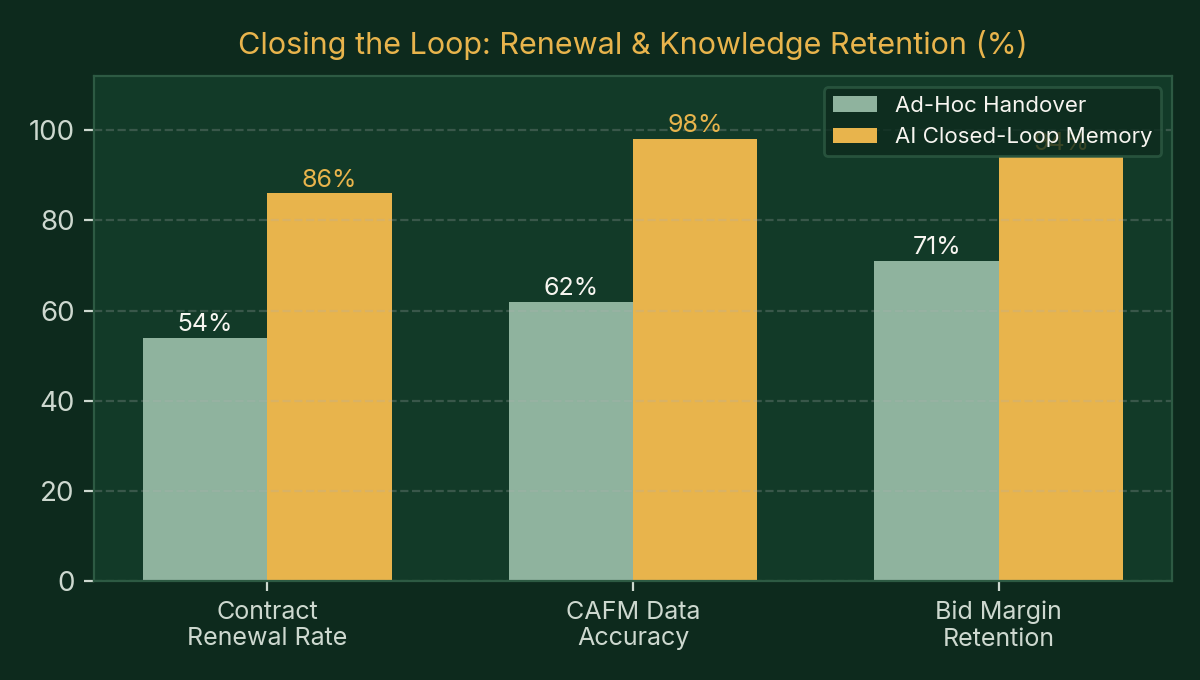 Closing the Loop: Renewal & Knowledge Retention (%)
Ad-Hoc Handover
AI Closed-Loop Memory
100
80
60
40
20
0
54%
86%
62%
98%
71%
94%
Contract
Renewal Rate
CAFM Data
Accuracy
Bid Margin
Retention